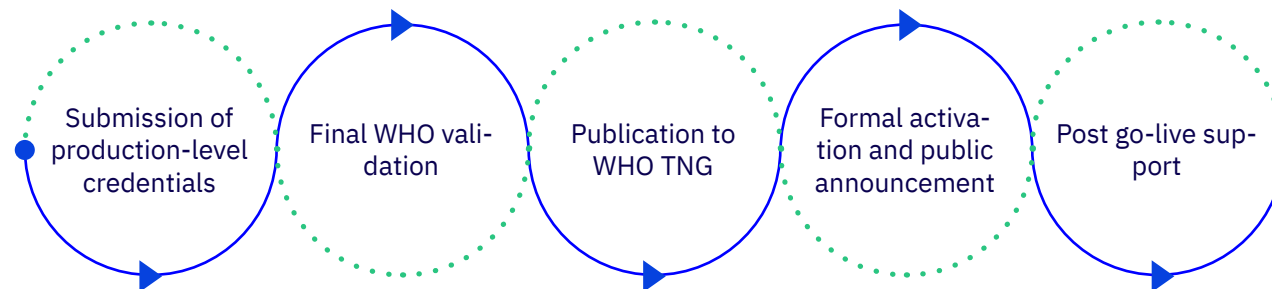 Submission of
production-level
credentials
Final WHO vali-
dation
Publication to
WHO TNG
Formal activa-
tion and public
announcement
Post go-live sup-
port